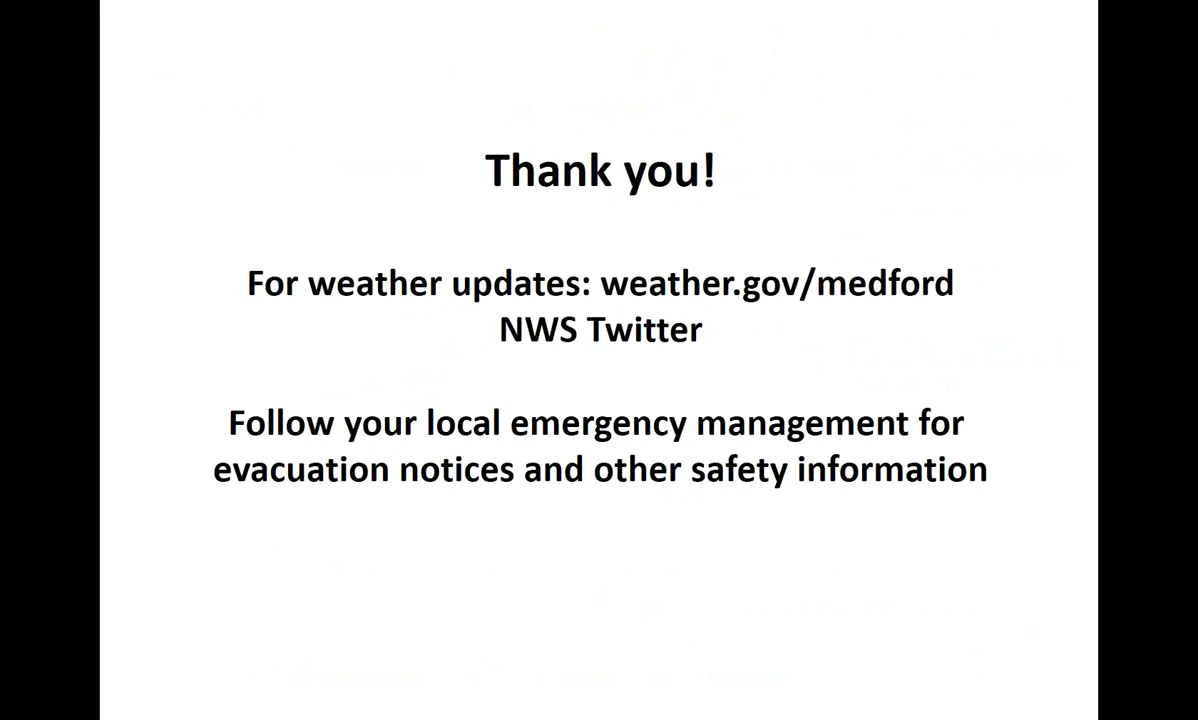 Thank you!
For weather updates: weather.gov/medford
NWS Twitter
Follow your local emergency management for
evacuation notices and other safety information